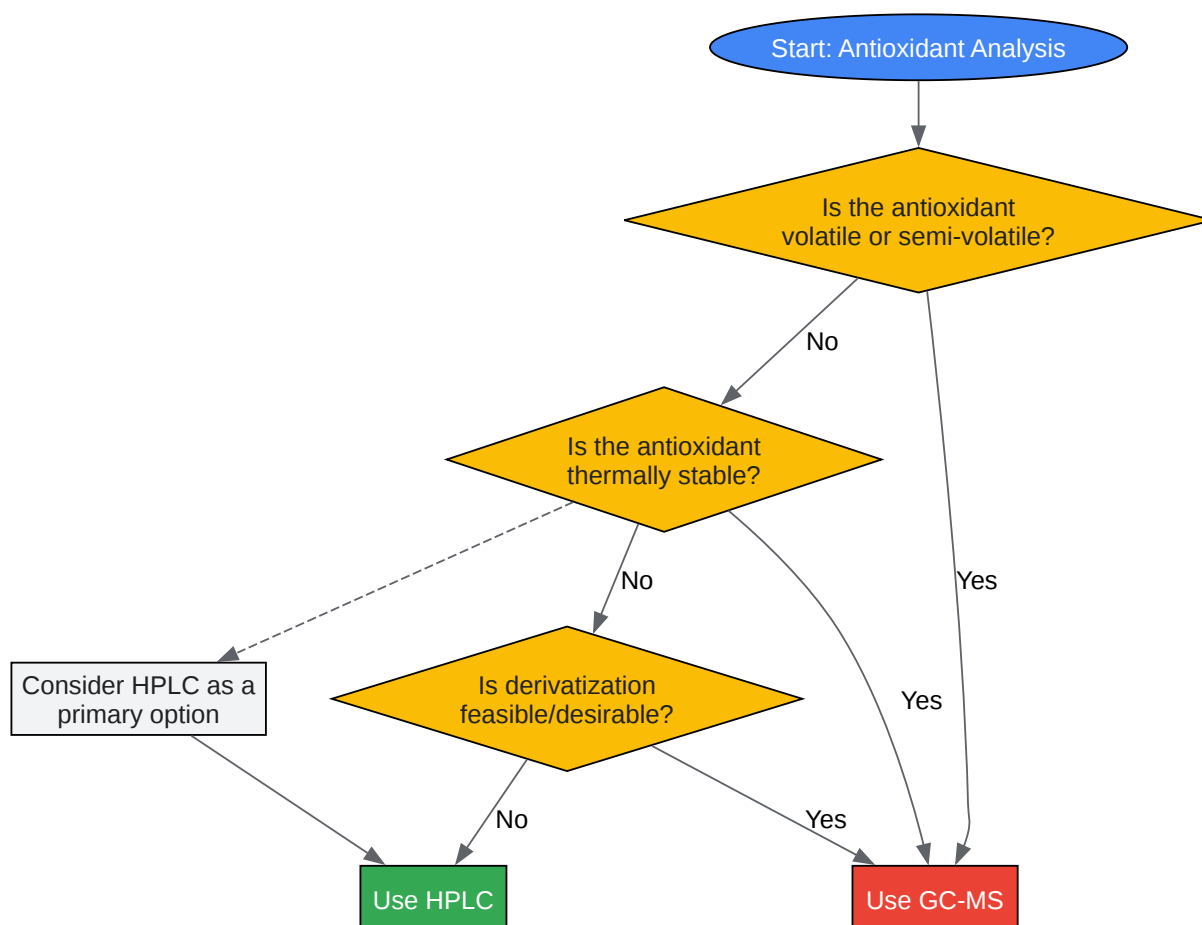 Start: Antioxidant Analysis
Is the antioxidant
volatile or semi-volatile?
No
Is the antioxidant
thermally stable?
No
Yes
Consider HPLC as a
primary option
Is derivatization
feasible/desirable?
Yes
No
Yes
Use HPLC
Use GC-MS